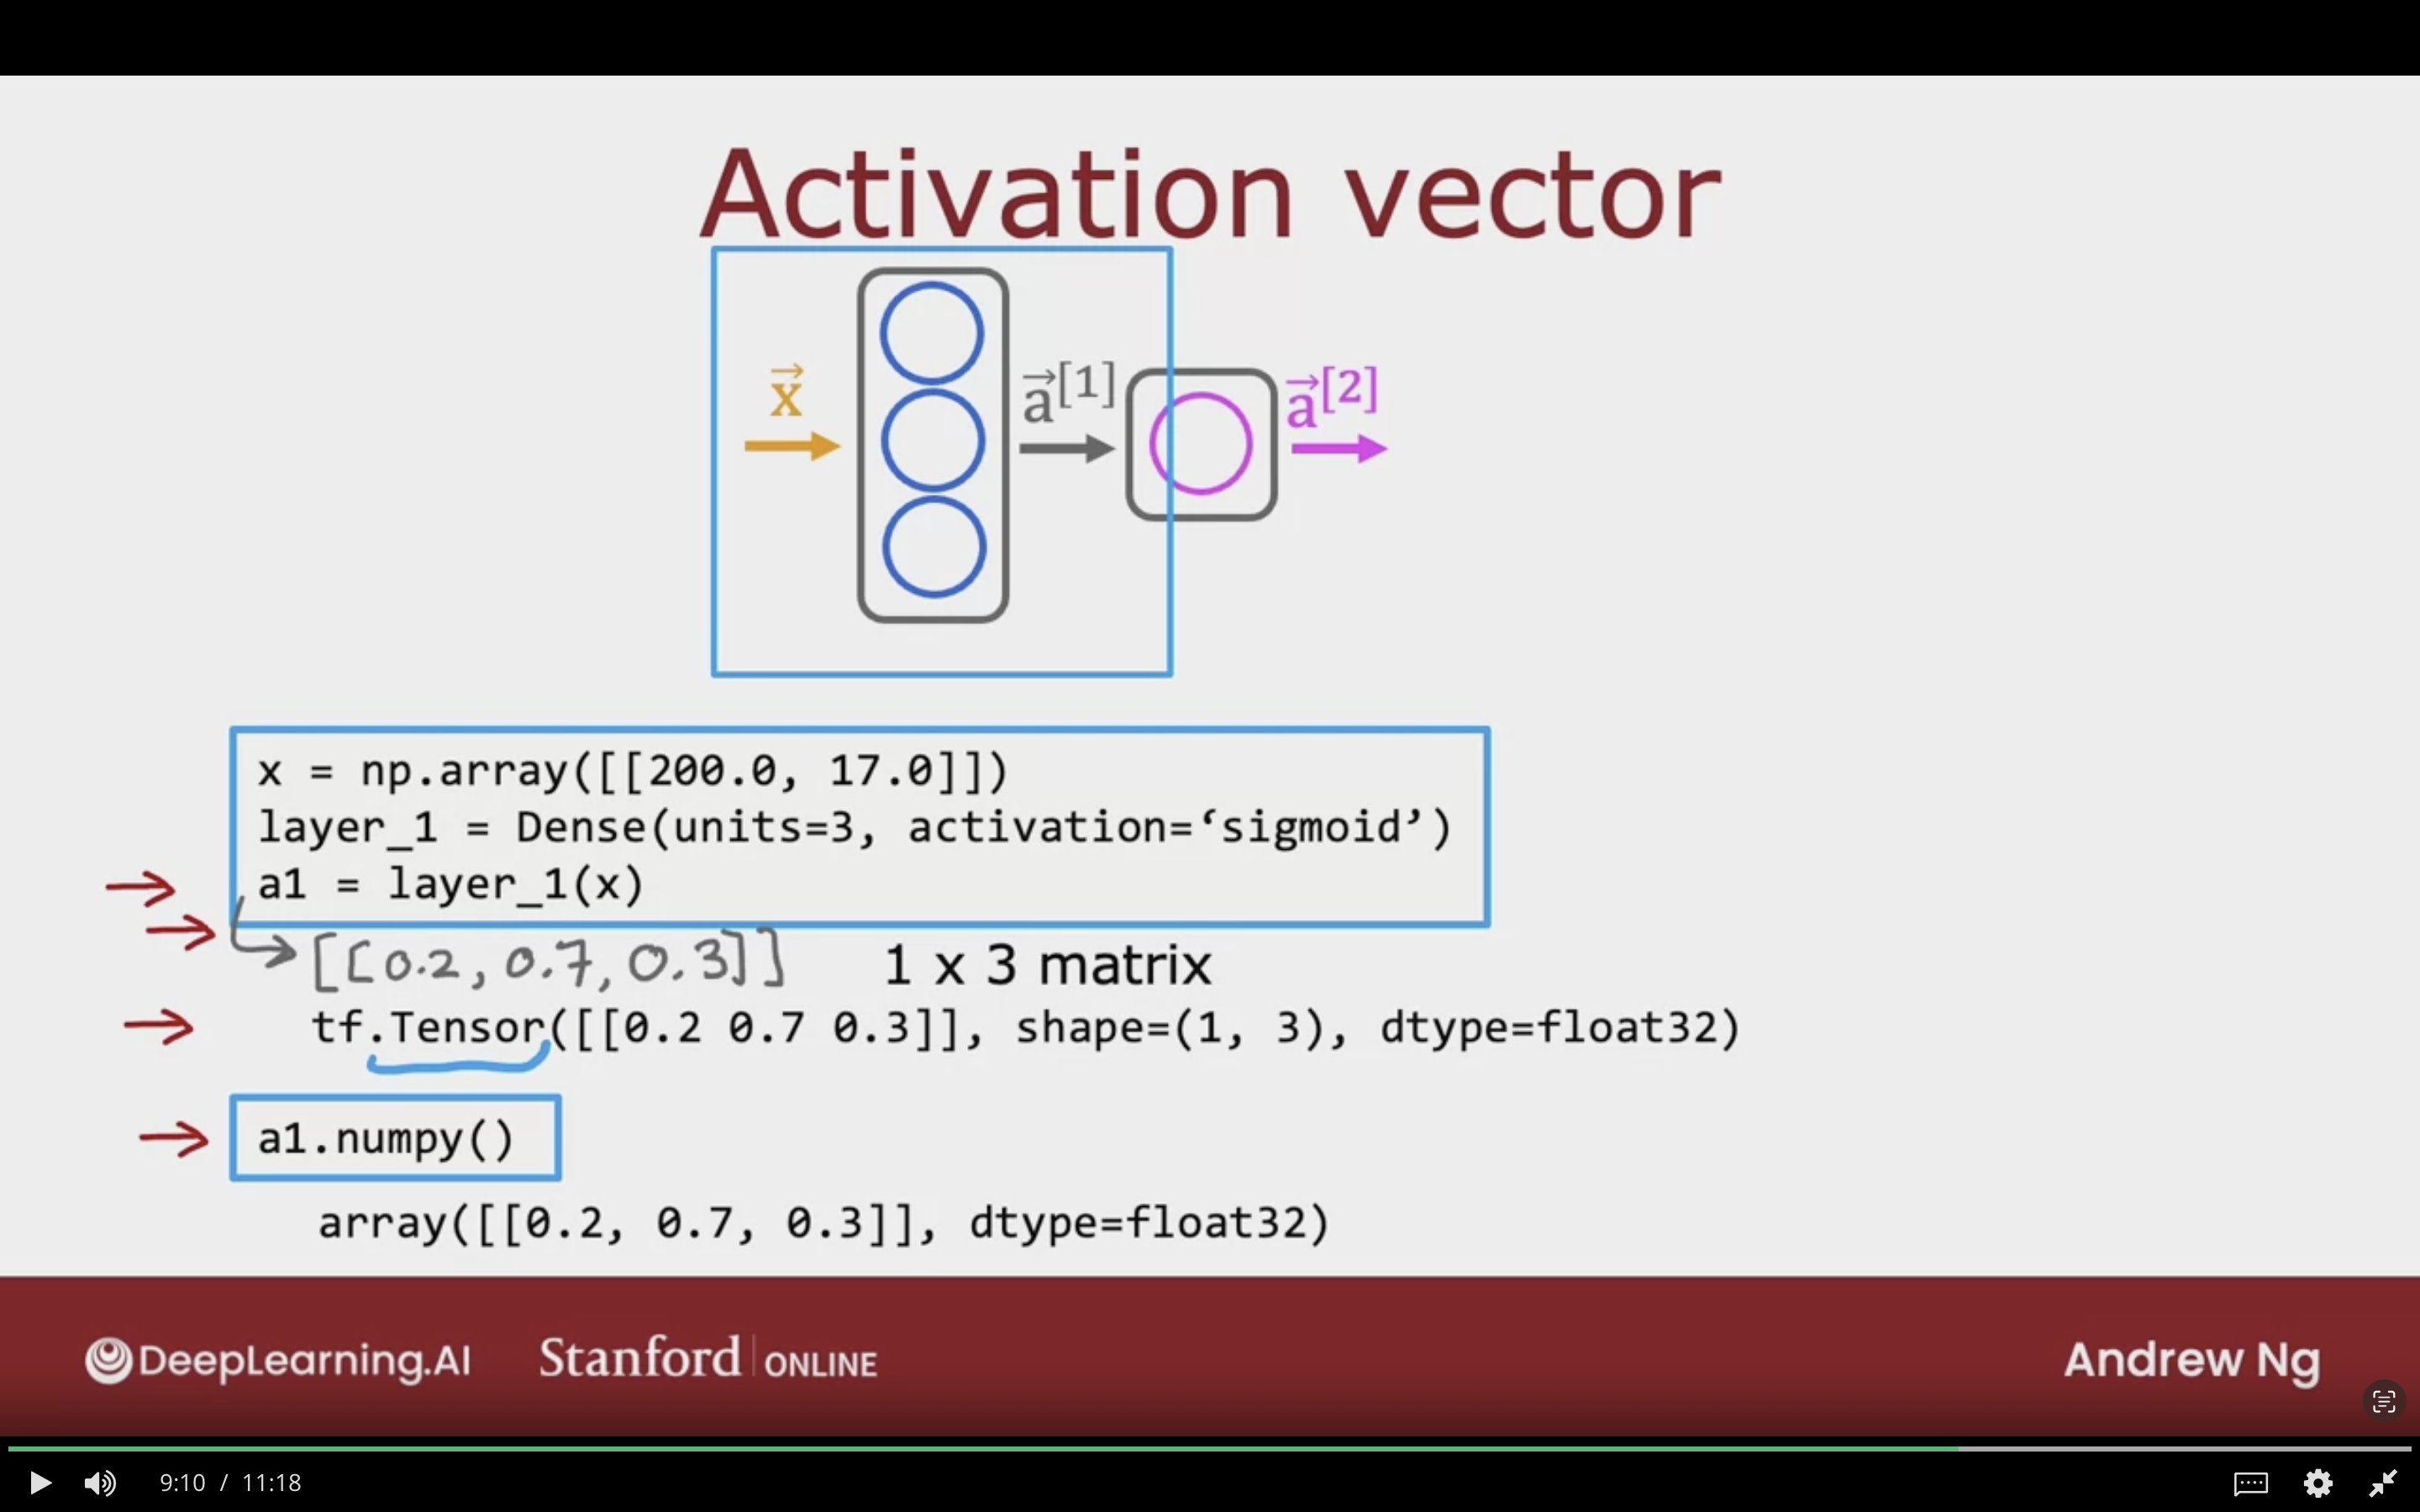 Activation vector
x⃗
a⃗[1]
a⃗[2]
x = np.array([[200.0, 17.0]])
layer_1 = Dense(units=3, activation=‘sigmoid’)
a1 = layer_1(x)
[[0.2, 0.7, 0.3]] 1 x 3 matrix
tf.Tensor([[0.2 0.7 0.3]], shape=(1, 3), dtype=float32)
a1.numpy()
array([[0.2, 0.7, 0.3]], dtype=float32)
DeepLearning.AI Stanford | ONLINE Andrew Ng
9:10 / 11:18